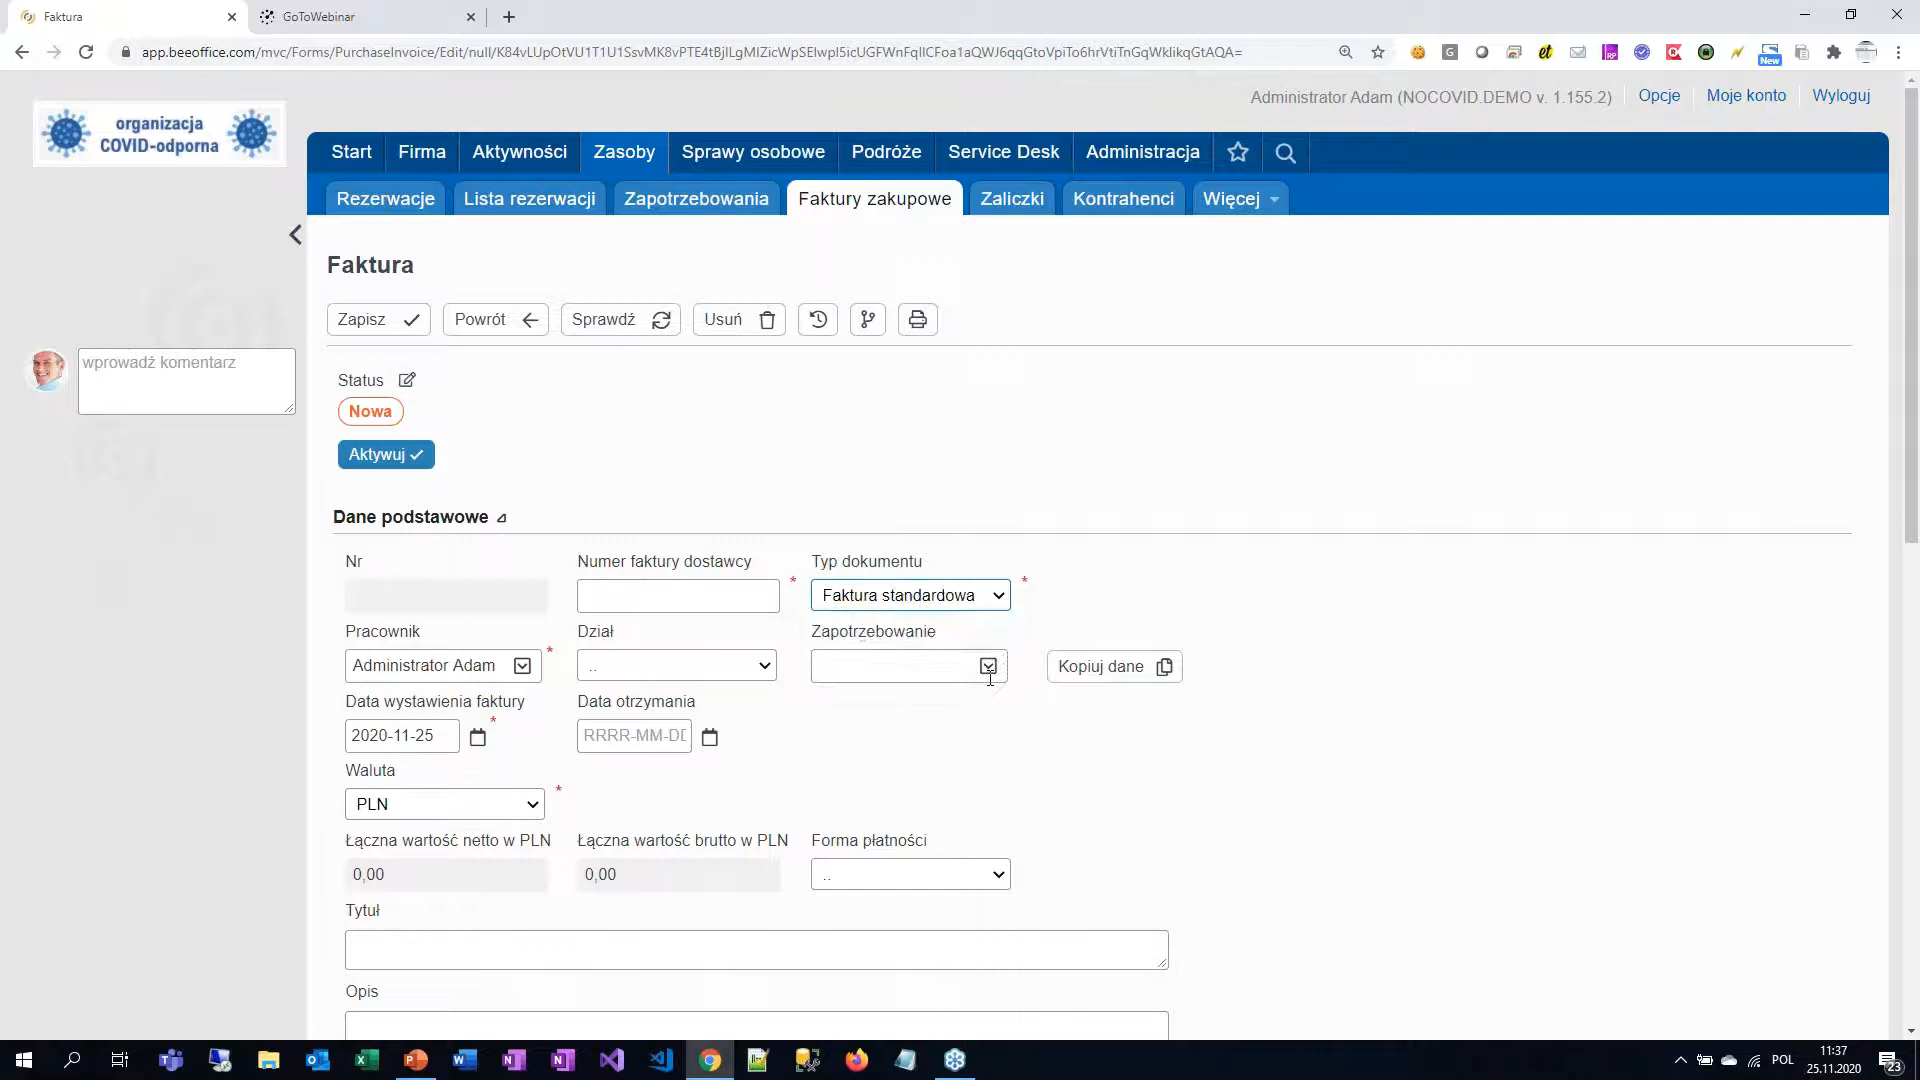 Faktura
GoToWebinar
app.beeoffice.com/mvc/Forms/PurchaseInvoice/Edit/null/
New
organizacja
COVID-odporna
Administrator Adam (NOCOVID.DEMO v. 1.155.2)
Opcje
Moje konto
Wyloguj
Start
Firma
Aktywności
Zasoby
Sprawy osobowe
Podróże
Service Desk
Administracja
Rezerwacje
Lista rezerwacji
Zapotrzebowania
Faktury zakupowe
Zaliczki
Kontrahenci
Więcej
Faktura
Zapisz
Powrót
Sprawdź
Usuń
wprowadź komentarz
Status
Nowa
Aktywuj
Dane podstawowe
Nr
Numer faktury dostawcy
Typ dokumentu
*
Faktura standardowa
*
Pracownik
Dział
Zapotrzebowanie
Administrator Adam
*
..
Kopiuj dane
Data wystawienia faktury
Data otrzymania
2020-11-25
*
RRRR-MM-DD
Waluta
PLN
*
Łączna wartość netto w PLN
Łączna wartość brutto w PLN
Forma płatności
0,00
0,00
..
Tytuł
Opis
POL
11:37
25.11.2020
23